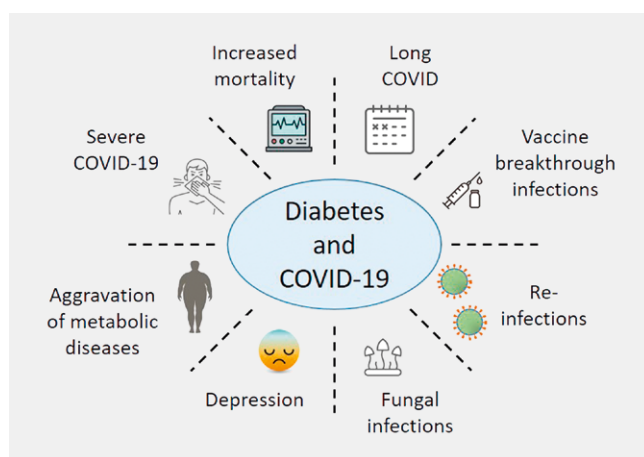 Increased
mortality
Long
COVID
Severe
COVID-19
Vaccine
breakthrough
infections
Diabetes
and
COVID-19
Aggravation
of metabolic
diseases
Re-
infections
Depression
Fungal
infections